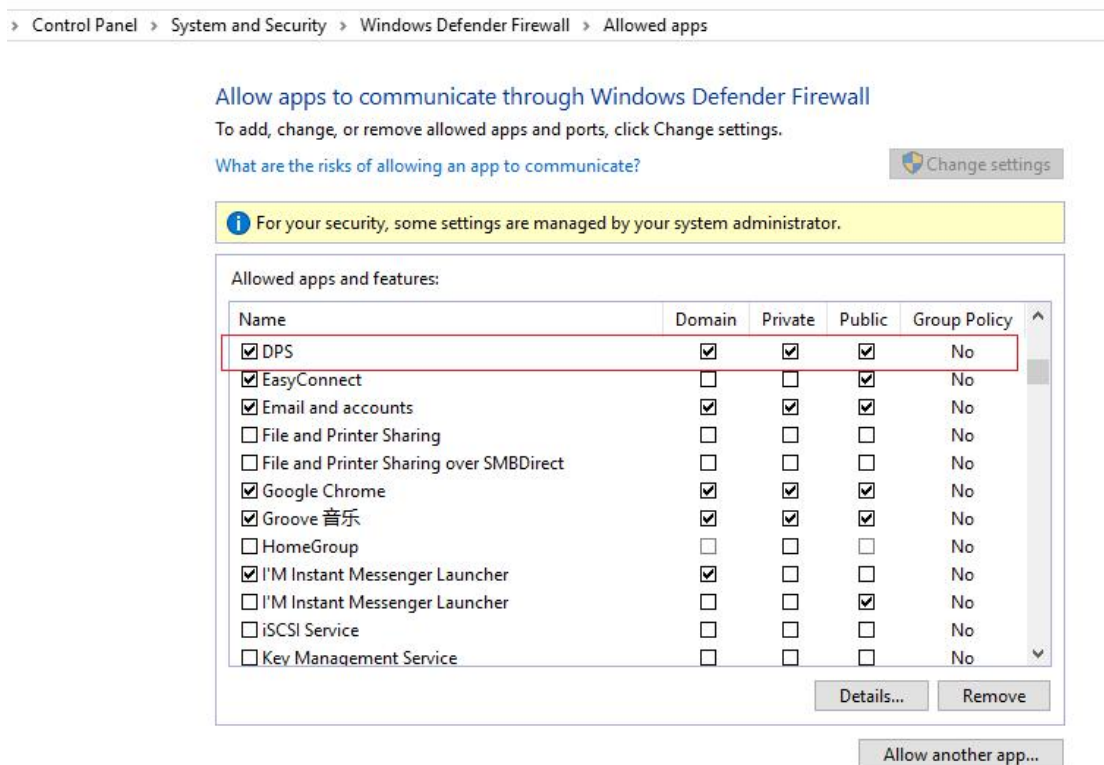 > Control Panel > System and Security > Windows Defender Firewall > Allowed apps
Allow apps to communicate through Windows Defender Firewall
To add, change, or remove allowed apps and ports, click Change settings.
What are the risks of allowing an app to communicate?
Change settings
For your security, some settings are managed by your system administrator.
Allowed apps and features:
Name Domain Private Public Group Policy
DPS No
EasyConnect No
Email and accounts No
File and Printer Sharing No
File and Printer Sharing over SMBDirect No
Google Chrome No
Groove 音乐 No
HomeGroup No
I'M Instant Messenger Launcher No
I'M Instant Messenger Launcher No
iSCSI Service No
Key Management Service No
Details... Remove
Allow another app...